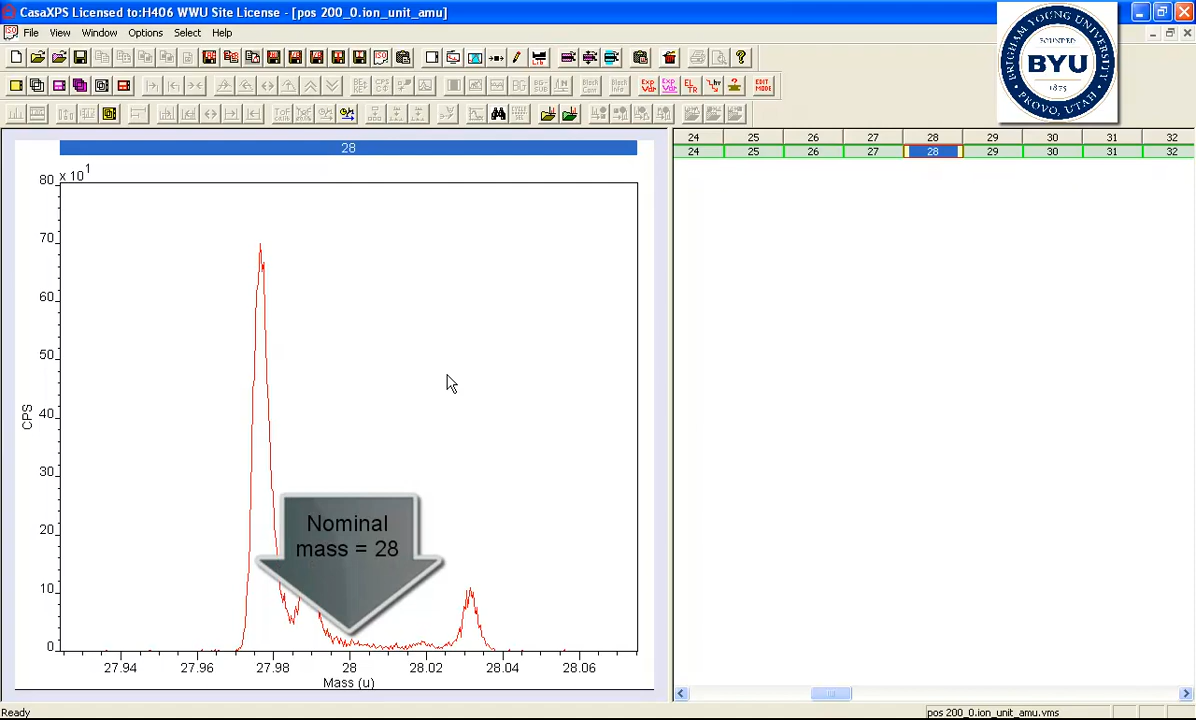 CasaXPS Licensed to:H406 WWU Site License - [pos 200_0.ion_unit_amu]
File View Window Options Select Help
BRIGHAM YOUNG UNIVERSITY
FOUNDED
BYU
1875
PROVO, UTAH
24 25 26 27 28 29 30 31 32
24 25 26 27 28 29 30 31 32
28
80 x 10^1
70
60
50
40
30
20
10
0
CPS
Nominal
mass = 28
27.94 27.96 27.98 28 28.02 28.04 28.06
Mass (u)
Ready
pos 200_0.ion_unit_amu.vms